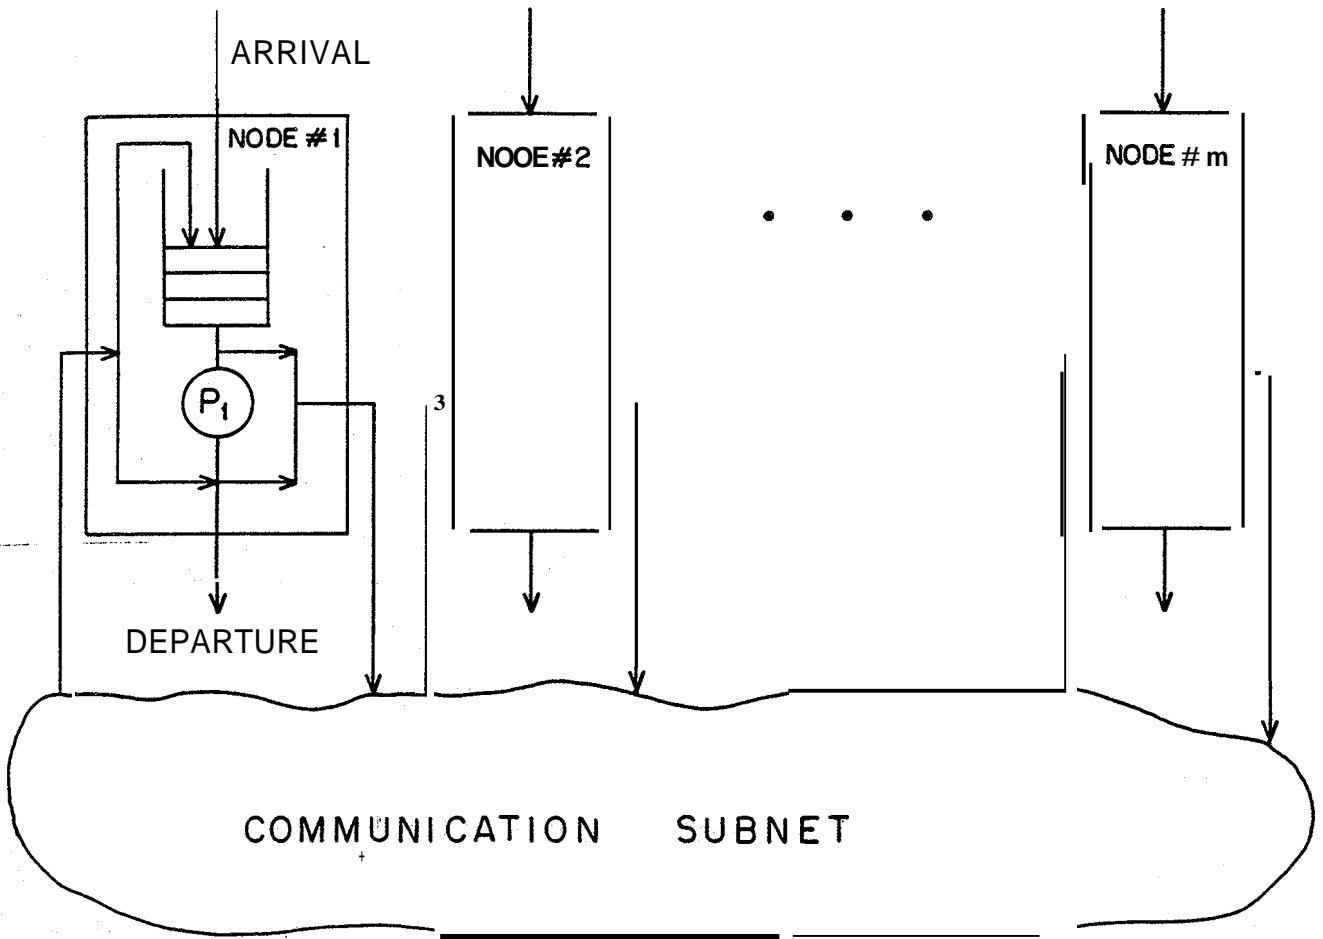 ARRIVAL
NODE #1
NOOE #2
NODE # m
P1
3
DEPARTURE
COMMUNICATION SUBNET